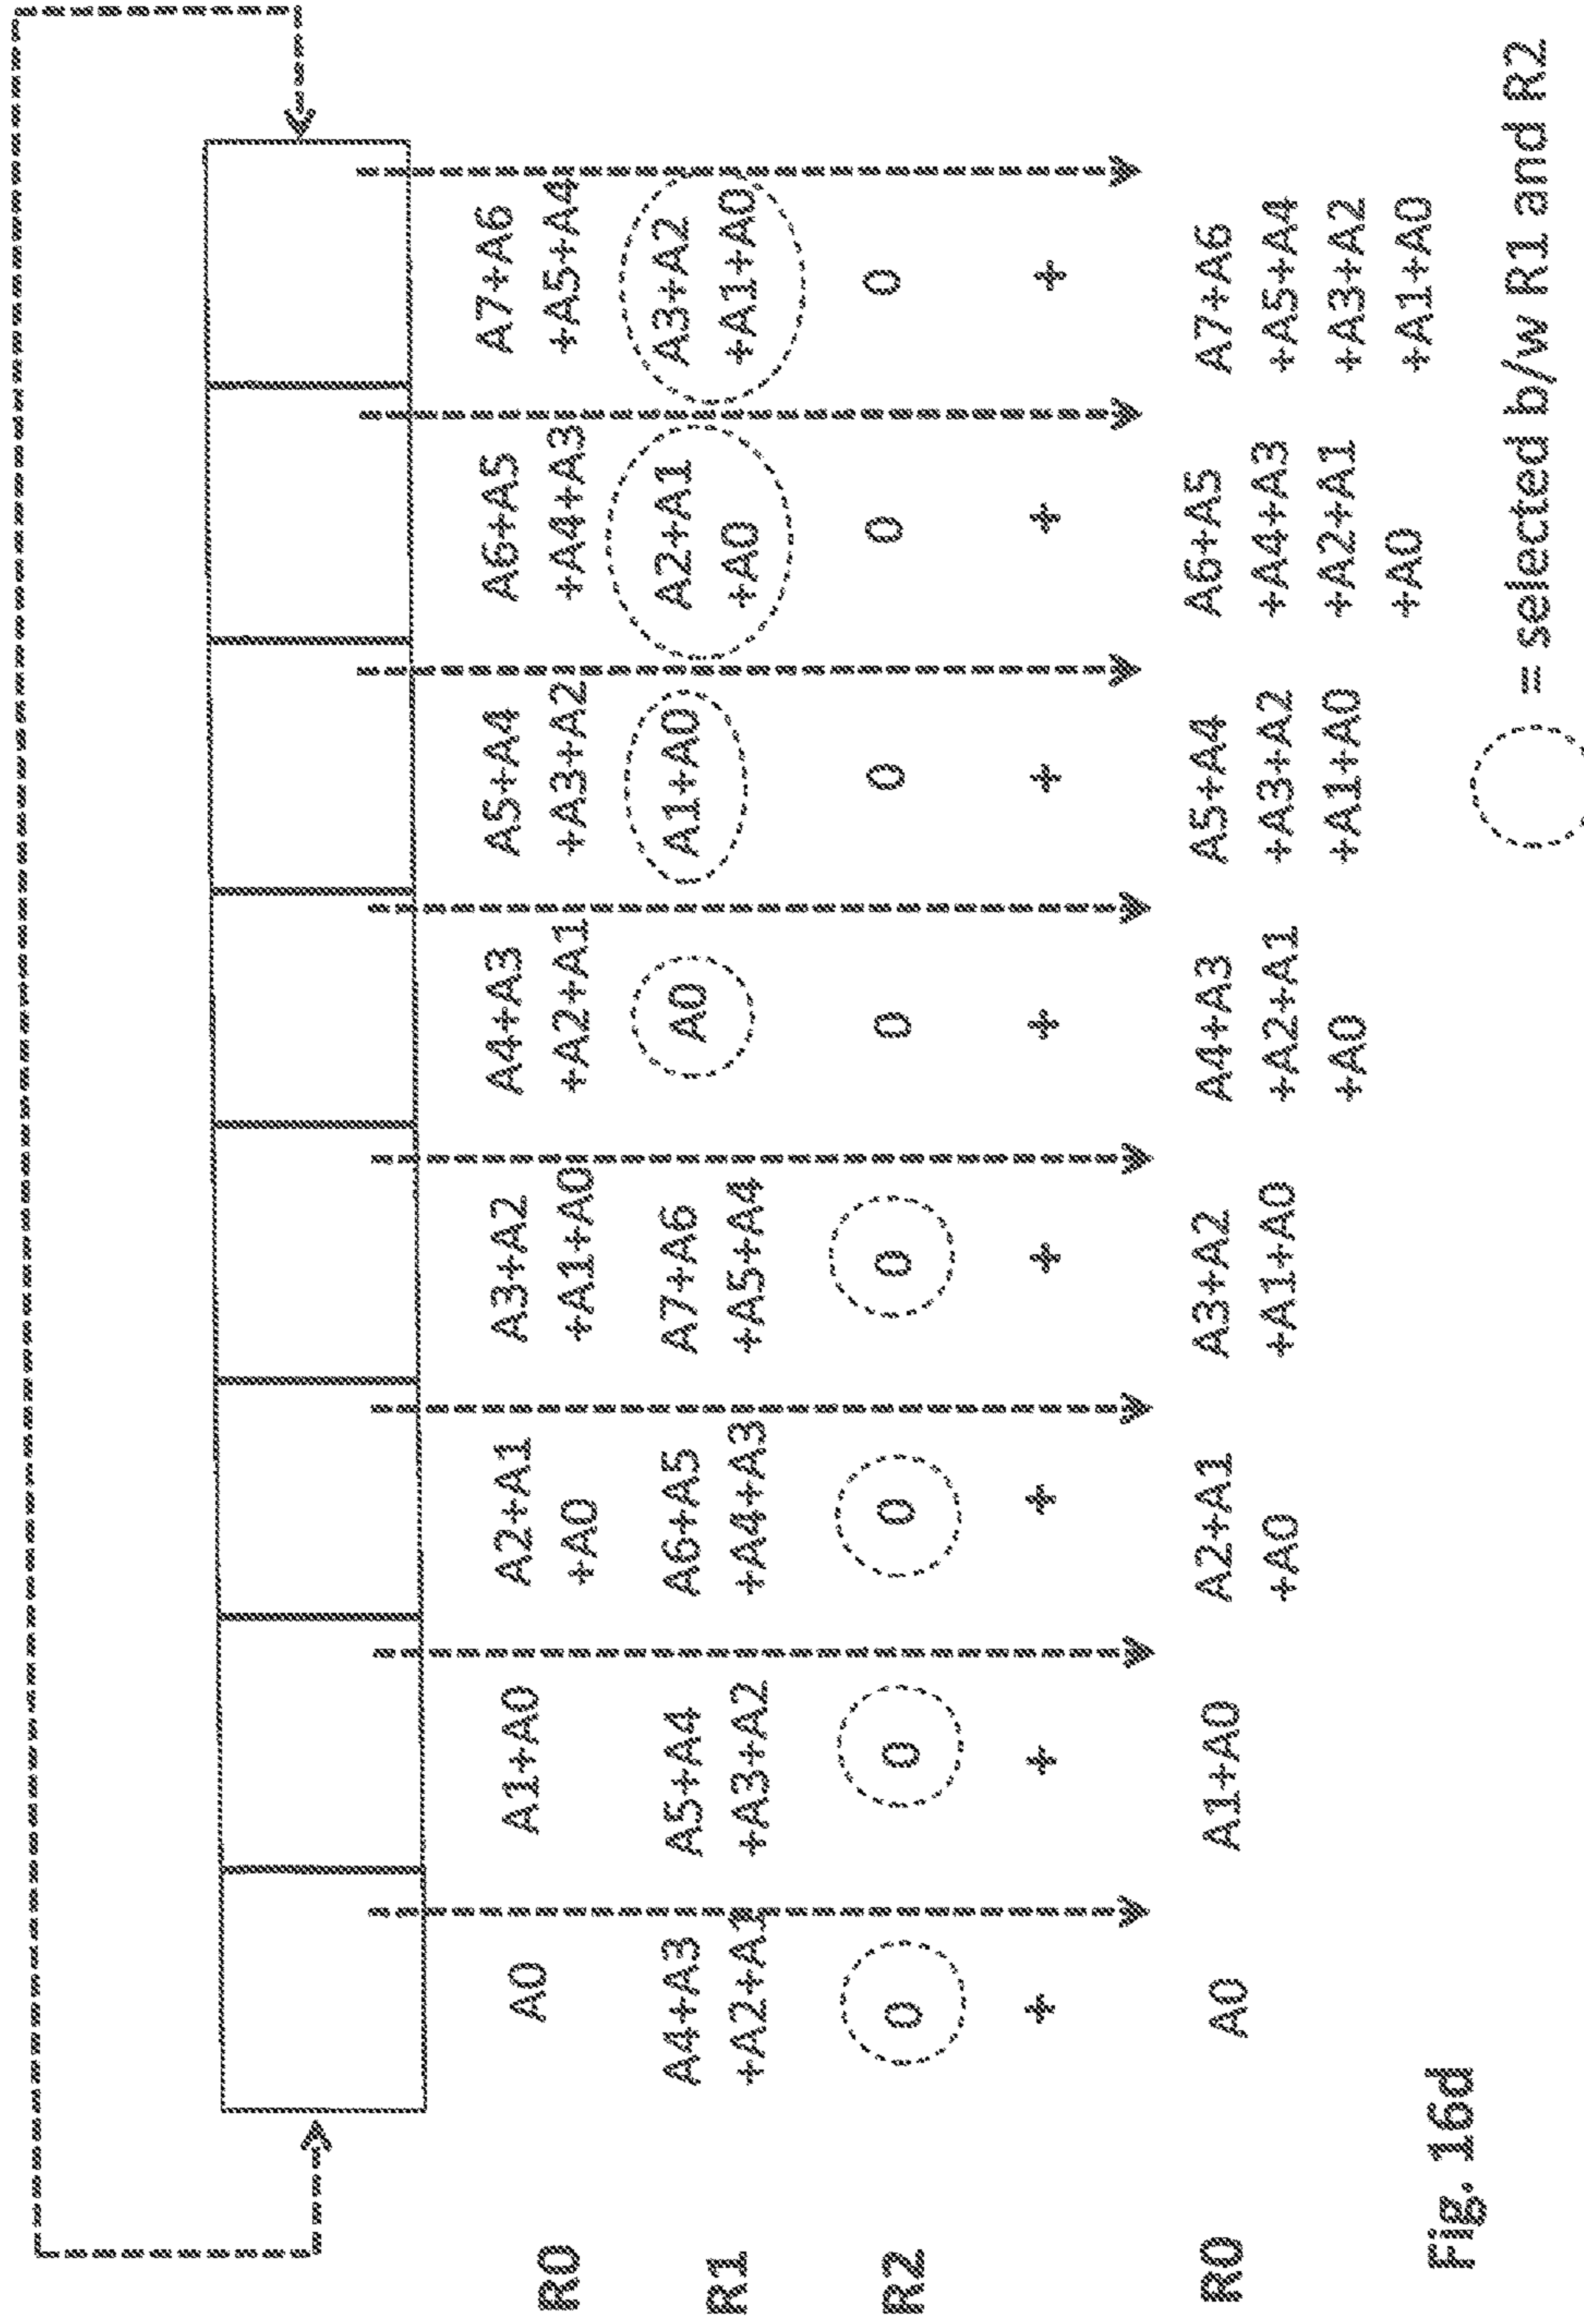 R0 A0 A1+A0 A2+A1 A3+A2 A4+A3 A5+A4 A6+A5 A7+A6
+A0 +A1+A0 +A2+A1 +A3+A2 +A4+A3 +A5+A4
R1 A4+A3 A5+A4 A6+A5 A7+A6 A0 A1+A0 A2+A1 A3+A2
+A2+A1 +A3+A2 +A4+A3 +A5+A4 +A0 +A1+A0
R2 0 0 0 0 0 0 0 0
+ + + + + + + +
R0 A0 A1+A0 A2+A1 A3+A2 A4+A3 A5+A4 A6+A5 A7+A6
+A0 +A1+A0 +A2+A1 +A3+A2 +A4+A3 +A5+A4
+A0 +A1+A0 +A2+A1 +A3+A2
+A0 +A1+A0
Fig. 16d
= selected b/w R1 and R2